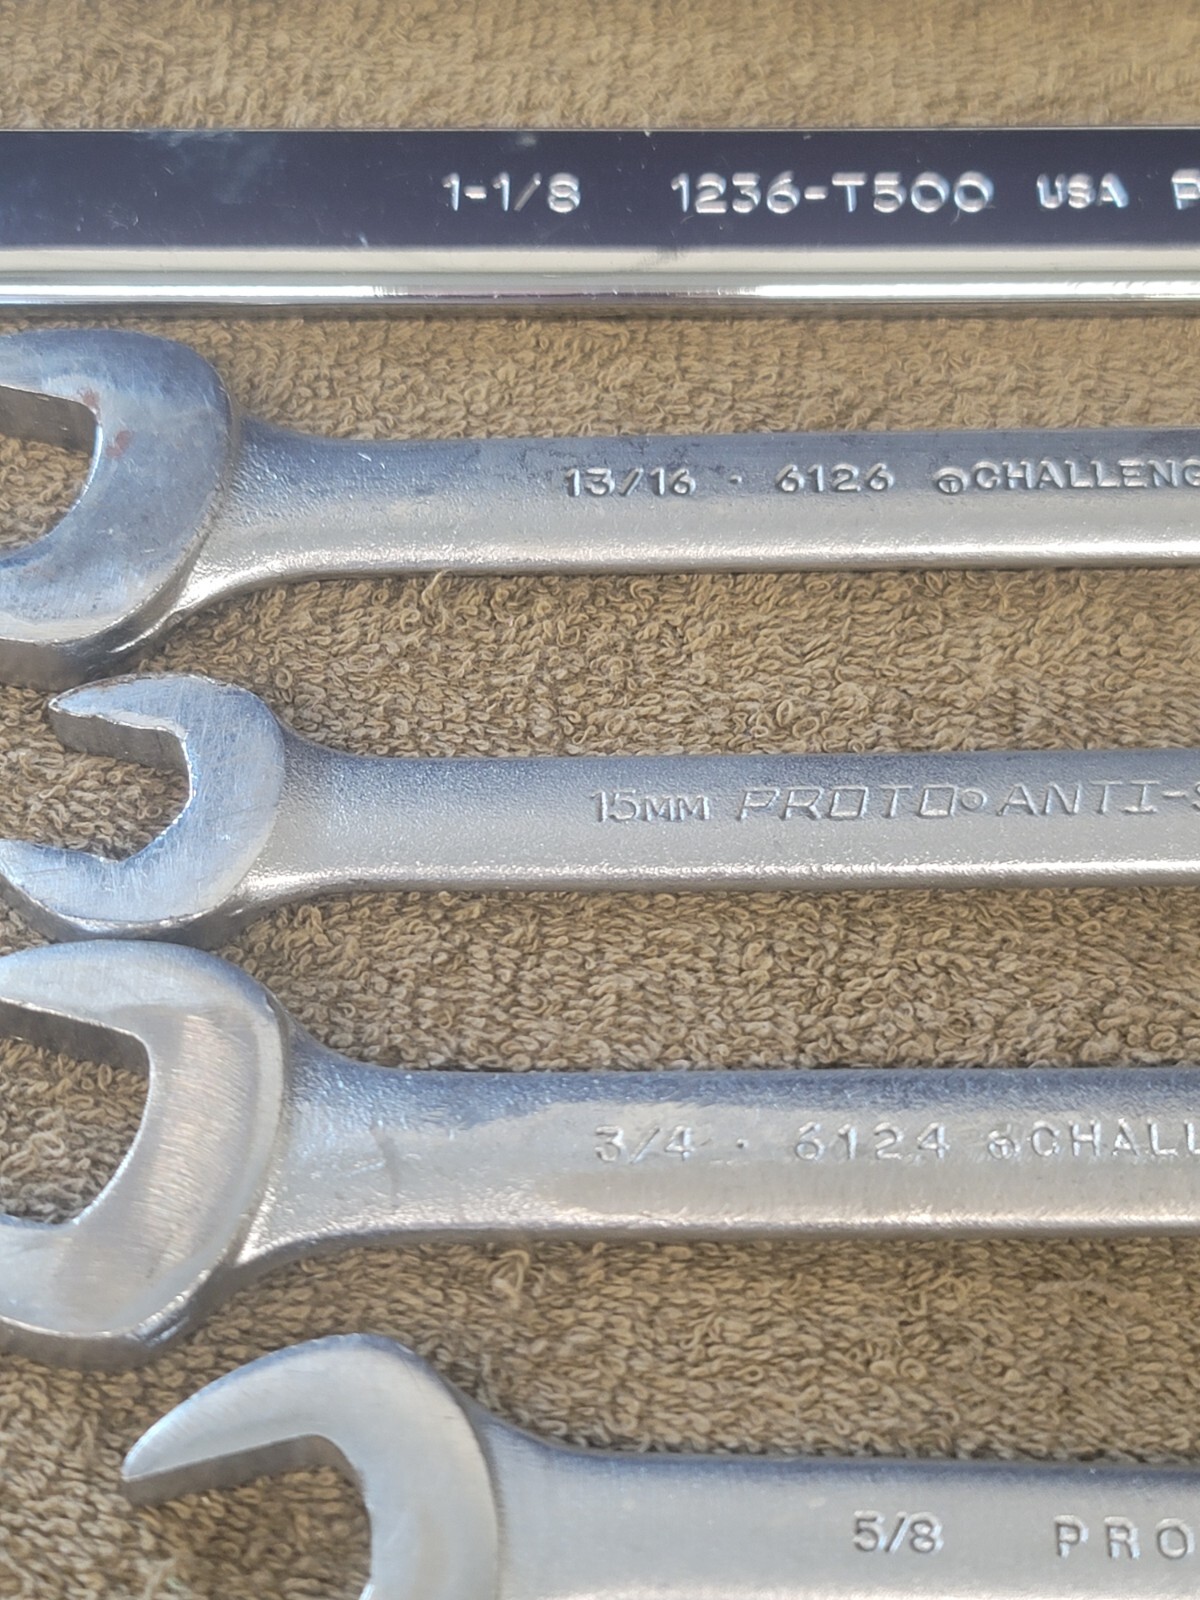 1-1/8 1236-T500 USA P
13/16 · 6126 CHALLENG
15MM PROTO® ANTI-
3/4 · 6124 CHALL
5/8 PRO